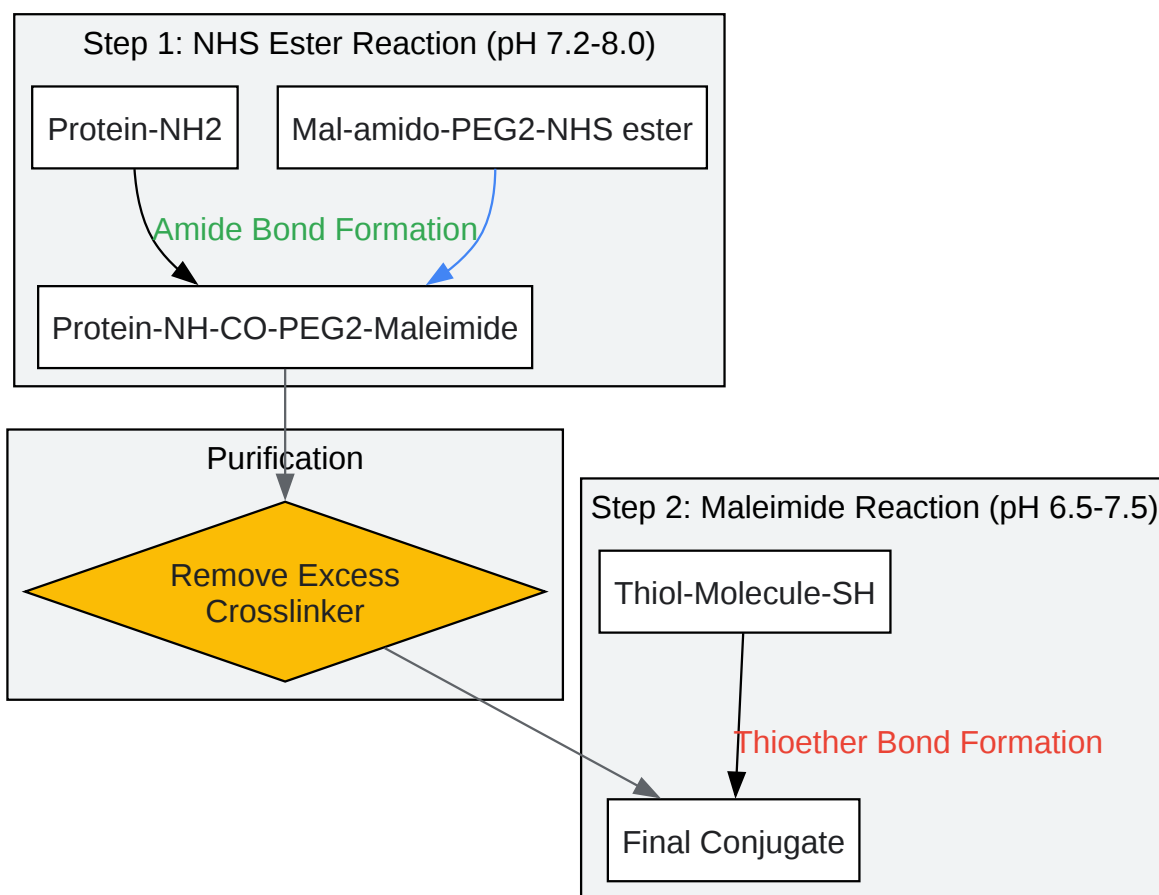 Step 1: NHS Ester Reaction (pH 7.2-8.0)
Protein-NH2
Mal-amido-PEG2-NHS ester
Amide Bond Formation
Protein-NH-CO-PEG2-Maleimide
Purification
Remove Excess
Crosslinker
Step 2: Maleimide Reaction (pH 6.5-7.5)
Thiol-Molecule-SH
Thioether Bond Formation
Final Conjugate